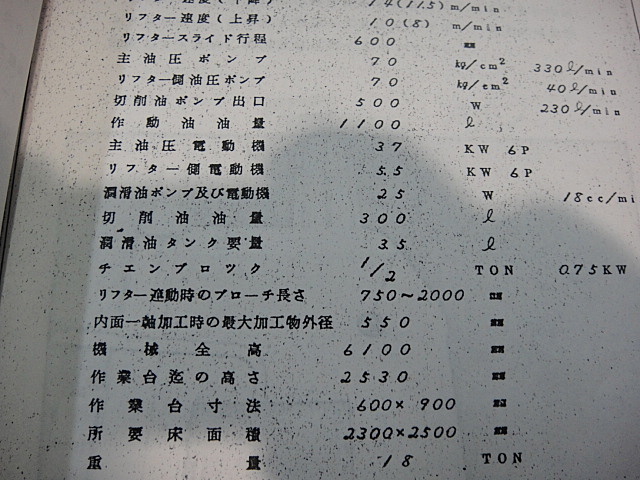 14(11.5) m/min
リフター速度(上昇) 10(8) m/min
リフタースライド行程 600 mm
主油圧ポンプ 70 kg/cm² 330 l/min
リフター側油圧ポンプ 70 kg/cm² 40 l/min
切削油ポンプ出口 500 W 230 l/min
作動油油量 1100 l
主油圧電動機 37 KW 6P
リフター側電動機 5.5 KW 6P
潤滑油ポンプ及び電動機 25 W 18cc/mi
切削油油量 300 l
潤滑油タンク要量 3.5 l
チエンブロック 1/2 TON 0.75KW
リフター連動時のブローチ長さ 750~2000 mm
内面一軸加工時の最大加工物外径 550 mm
機械全高 6100 mm
作業台迄の高さ 2530 mm
作業台寸法 600×900 mm
所要床面積 2300×2500 mm
重量 18 TON